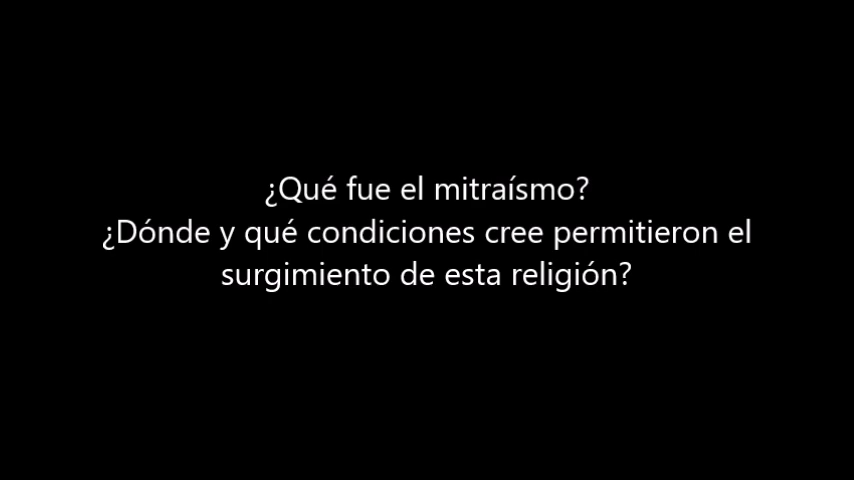 ¿Qué fue el mitraísmo?
¿Dónde y qué condiciones cree permitieron el
surgimiento de esta religión?